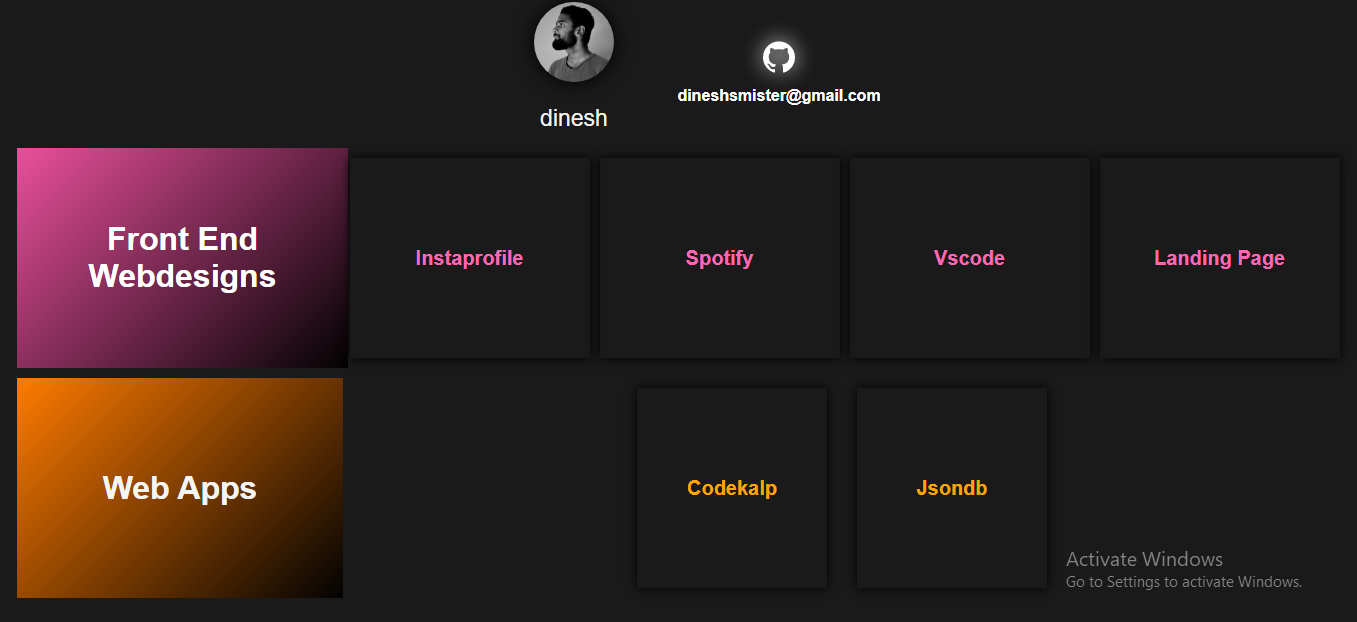 dinesh
dineshsmister@gmail.com
Front End
Webdesigns
Instaprofile
Spotify
Vscode
Landing Page
Web Apps
Codekalp
Jsondb
Activate Windows
Go to Settings to activate Windows.